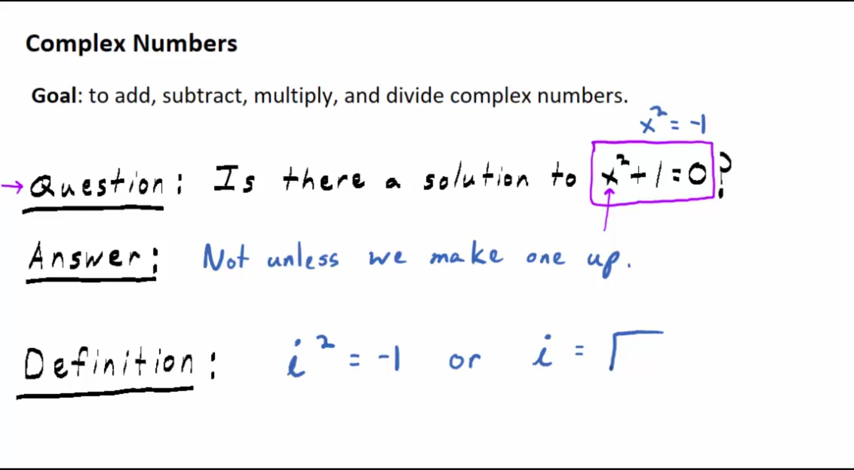 Complex Numbers
Goal: to add, subtract, multiply, and divide complex numbers.
x² = -1
Question: Is there a solution to x²+1=0?
Answer: Not unless we make one up.
Definition: i² = -1 or i = √